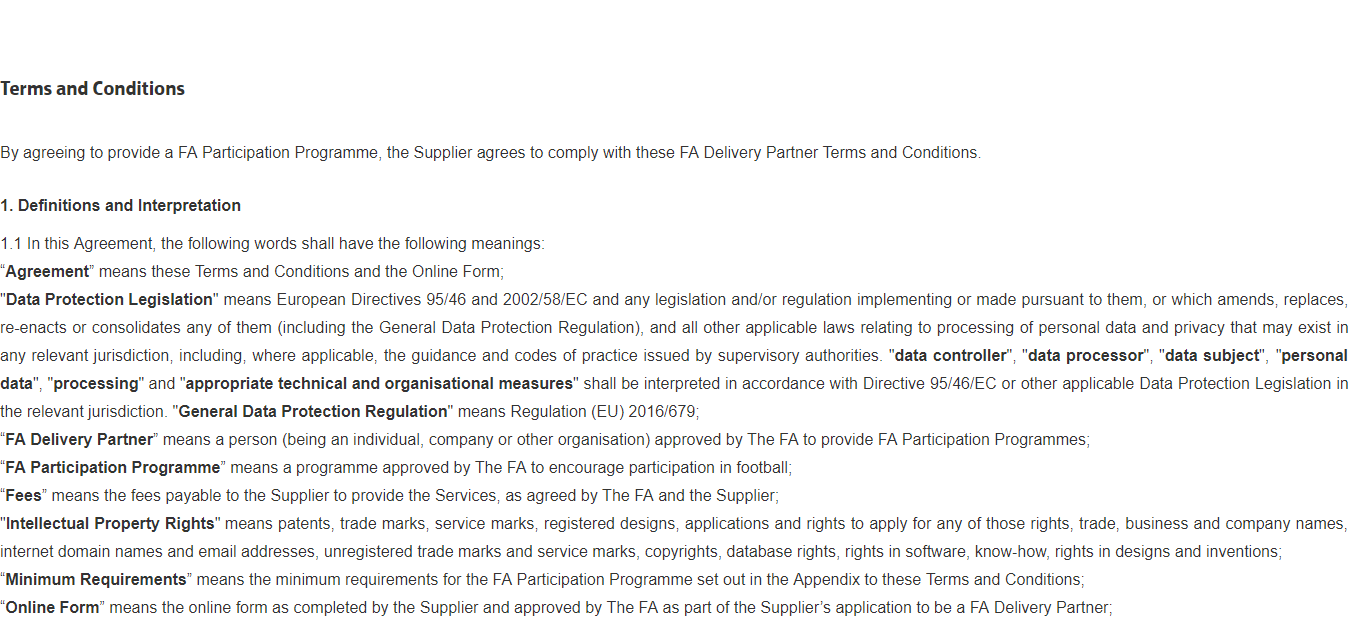 Terms and Conditions
By agreeing to provide a FA Participation Programme, the Supplier agrees to comply with these FA Delivery Partner Terms and Conditions.
1. Definitions and Interpretation
1.1 In this Agreement, the following words shall have the following meanings:
“Agreement” means these Terms and Conditions and the Online Form;
"Data Protection Legislation" means European Directives 95/46 and 2002/58/EC and any legislation and/or regulation implementing or made pursuant to them, or which amends, replaces,
re-enacts or consolidates any of them (including the General Data Protection Regulation), and all other applicable laws relating to processing of personal data and privacy that may exist in
any relevant jurisdiction, including, where applicable, the guidance and codes of practice issued by supervisory authorities. "data controller", "data processor", "data subject", "personal
data", "processing" and "appropriate technical and organisational measures" shall be interpreted in accordance with Directive 95/46/EC or other applicable Data Protection Legislation in
the relevant jurisdiction. "General Data Protection Regulation" means Regulation (EU) 2016/679;
“FA Delivery Partner” means a person (being an individual, company or other organisation) approved by The FA to provide FA Participation Programmes;
“FA Participation Programme” means a programme approved by The FA to encourage participation in football;
“Fees” means the fees payable to the Supplier to provide the Services, as agreed by The FA and the Supplier;
"Intellectual Property Rights" means patents, trade marks, service marks, registered designs, applications and rights to apply for any of those rights, trade, business and company names,
internet domain names and email addresses, unregistered trade marks and service marks, copyrights, database rights, rights in software, know-how, rights in designs and inventions;
“Minimum Requirements” means the minimum requirements for the FA Participation Programme set out in the Appendix to these Terms and Conditions;
“Online Form” means the online form as completed by the Supplier and approved by The FA as part of the Supplier’s application to be a FA Delivery Partner;